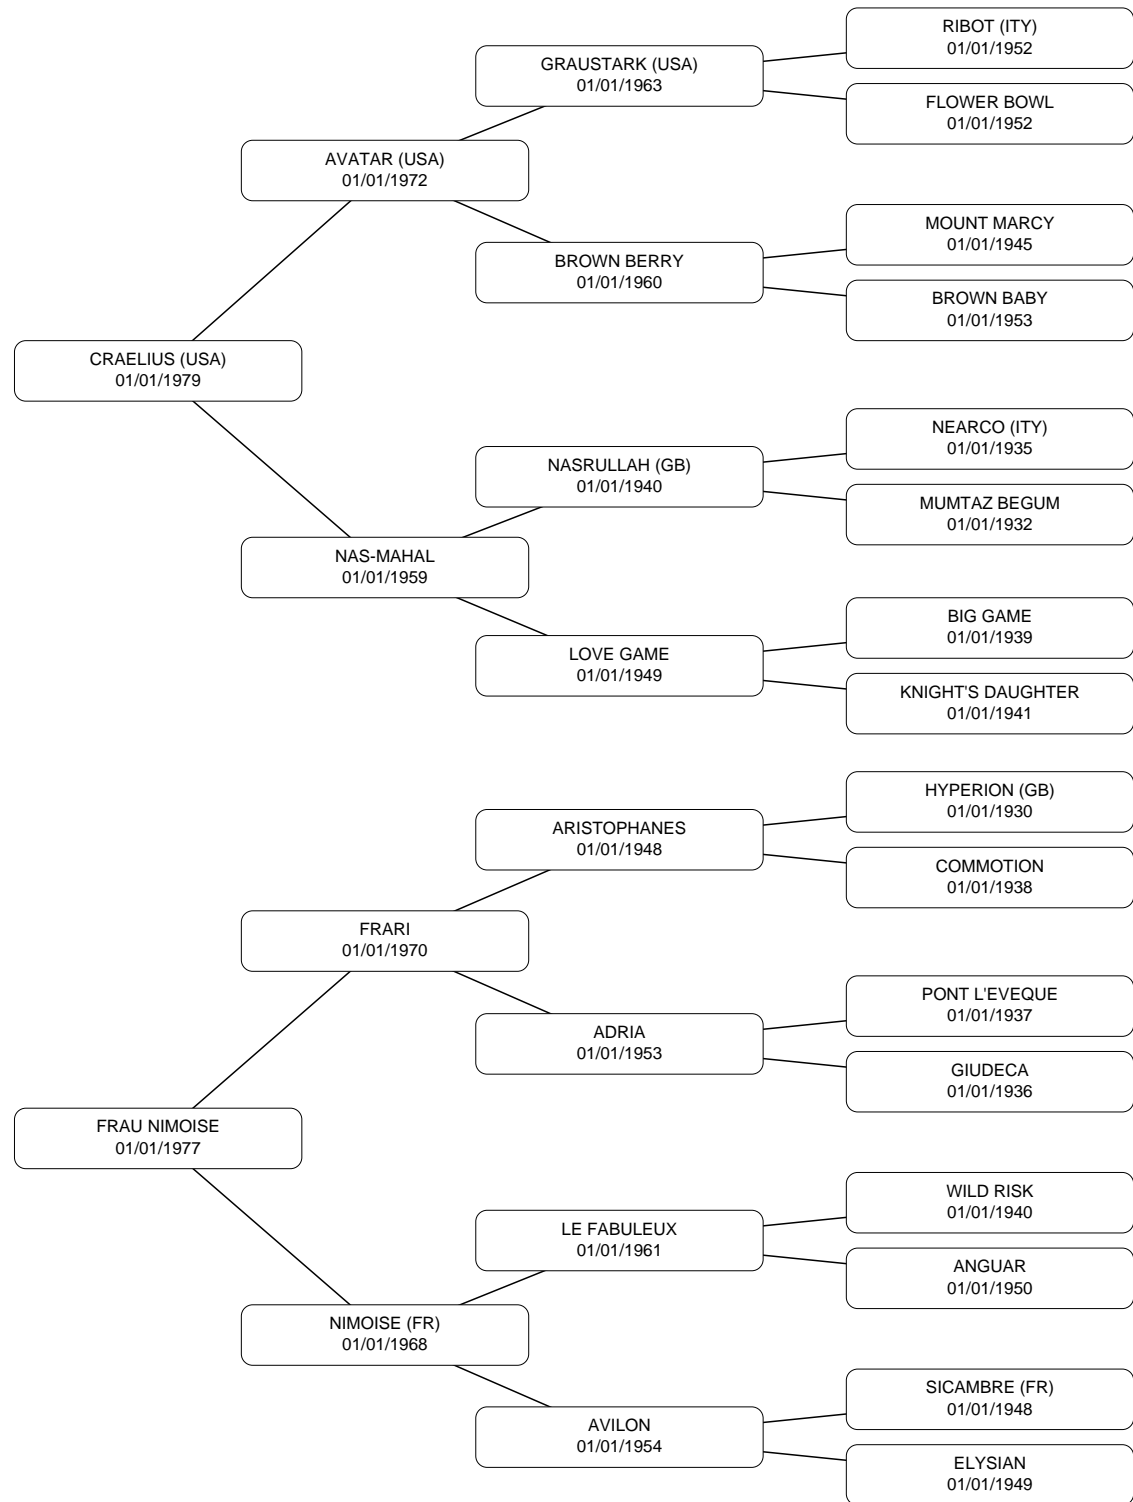 RIBOT (ITY)
01/01/1952
GRAUSTARK (USA)
01/01/1963
FLOWER BOWL
01/01/1952
AVATAR (USA)
01/01/1972
MOUNT MARCY
01/01/1945
BROWN BERRY
01/01/1960
BROWN BABY
01/01/1953
CRAELIUS (USA)
01/01/1979
NEARCO (ITY)
01/01/1935
NASRULLAH (GB)
01/01/1940
MUMTAZ BEGUM
01/01/1932
NAS-MAHAL
01/01/1959
BIG GAME
01/01/1939
LOVE GAME
01/01/1949
KNIGHT'S DAUGHTER
01/01/1941
HYPERION (GB)
01/01/1930
ARISTOPHANES
01/01/1948
COMMOTION
01/01/1938
FRARI
01/01/1970
PONT L'EVEQUE
01/01/1937
ADRIA
01/01/1953
GIUDECA
01/01/1936
FRAU NIMOISE
01/01/1977
WILD RISK
01/01/1940
LE FABULEUX
01/01/1961
ANGUAR
01/01/1950
NIMOISE (FR)
01/01/1968
SICAMBRE (FR)
01/01/1948
AVILON
01/01/1954
ELYSIAN
01/01/1949